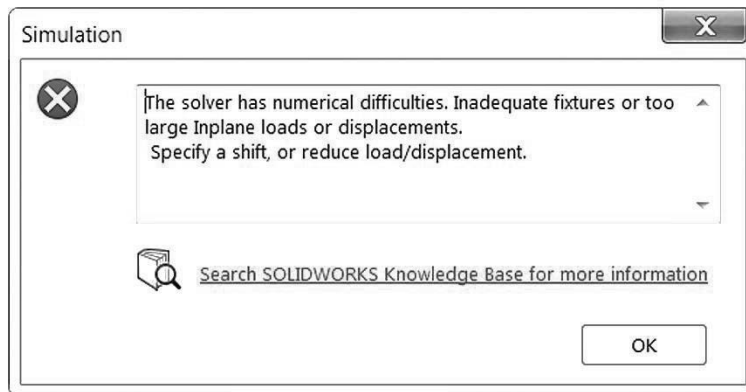 Simulation
The solver has numerical difficulties. Inadequate fixtures or too
large Inplane loads or displacements.
Specify a shift, or reduce load/displacement.
Search SOLIDWORKS Knowledge Base for more information
OK